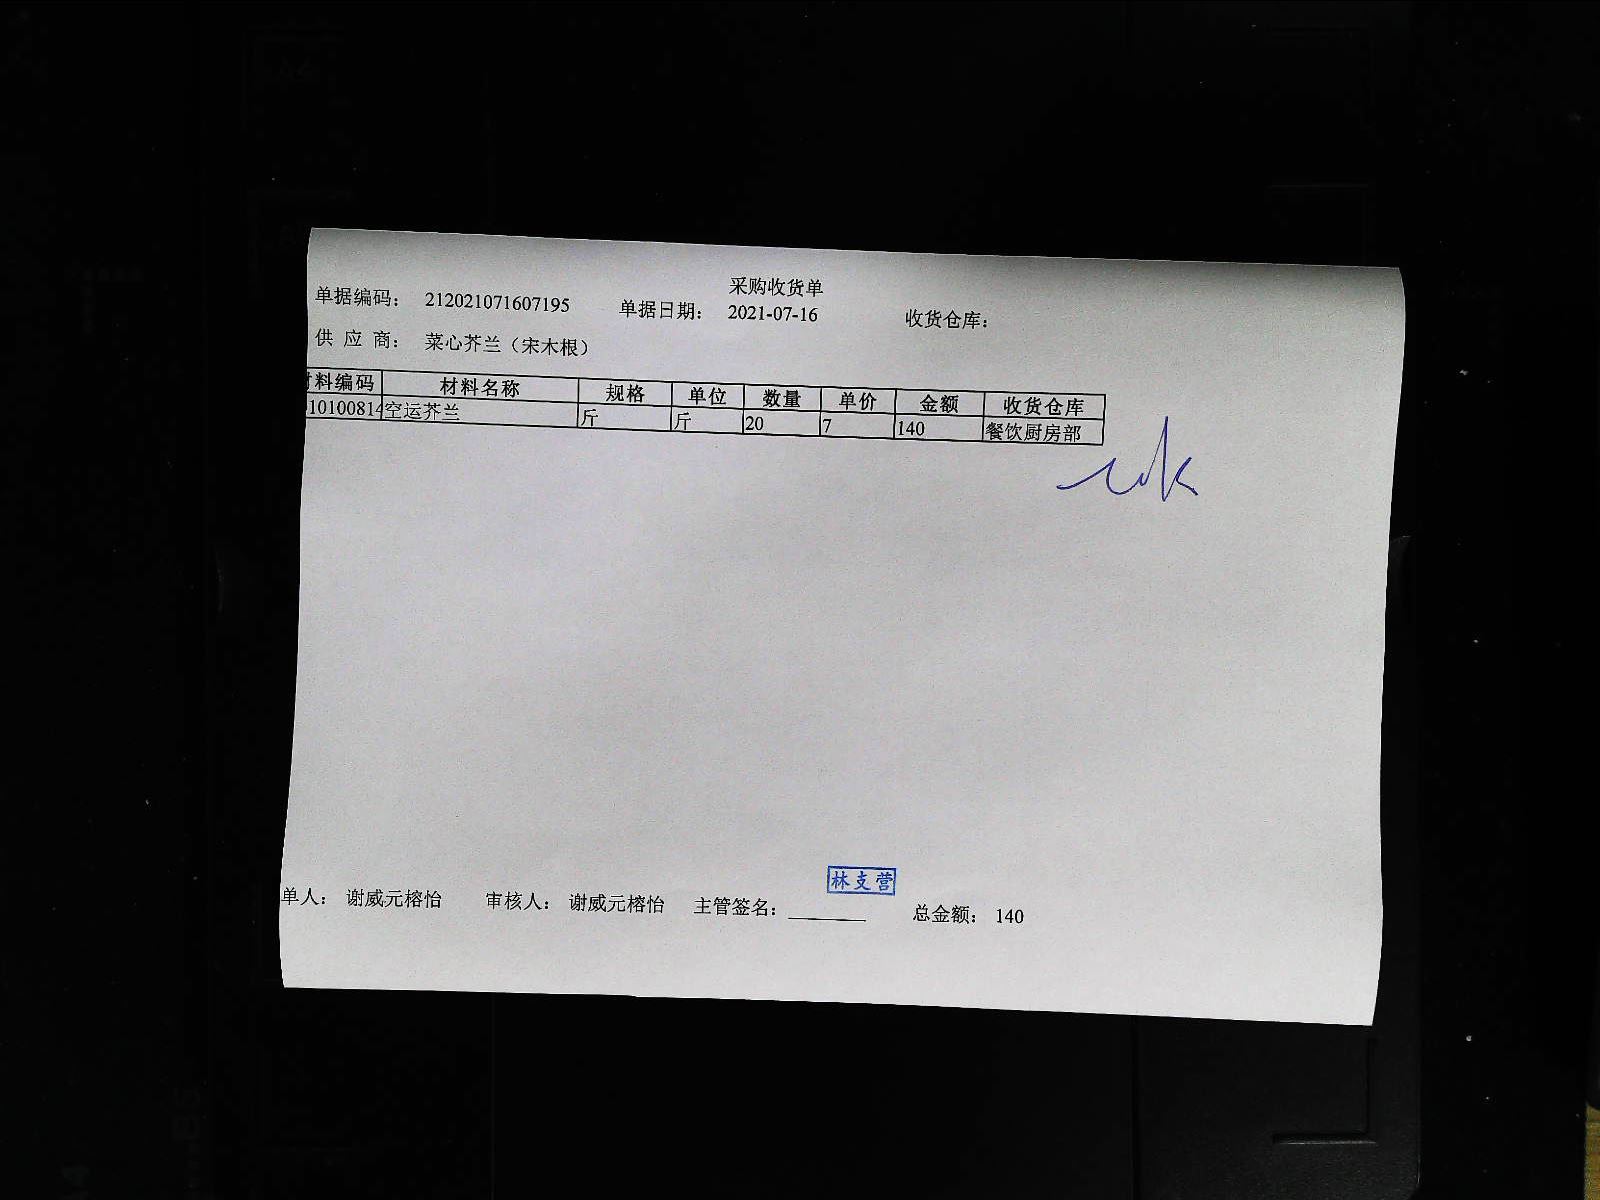 采购收货单
单据编码： 212021071607195 单据日期： 2021-07-16 收货仓库：
供 应 商： 菜心芥兰（宋木根）
材料编码 材料名称 规格 单位 数量 单价 金额 收货仓库
10100814 空运芥兰 斤 斤 20 7 140 餐饮厨房部
林支营
单人： 谢威元榕怡 审核人： 谢威元榕怡 主管签名： 总金额： 140